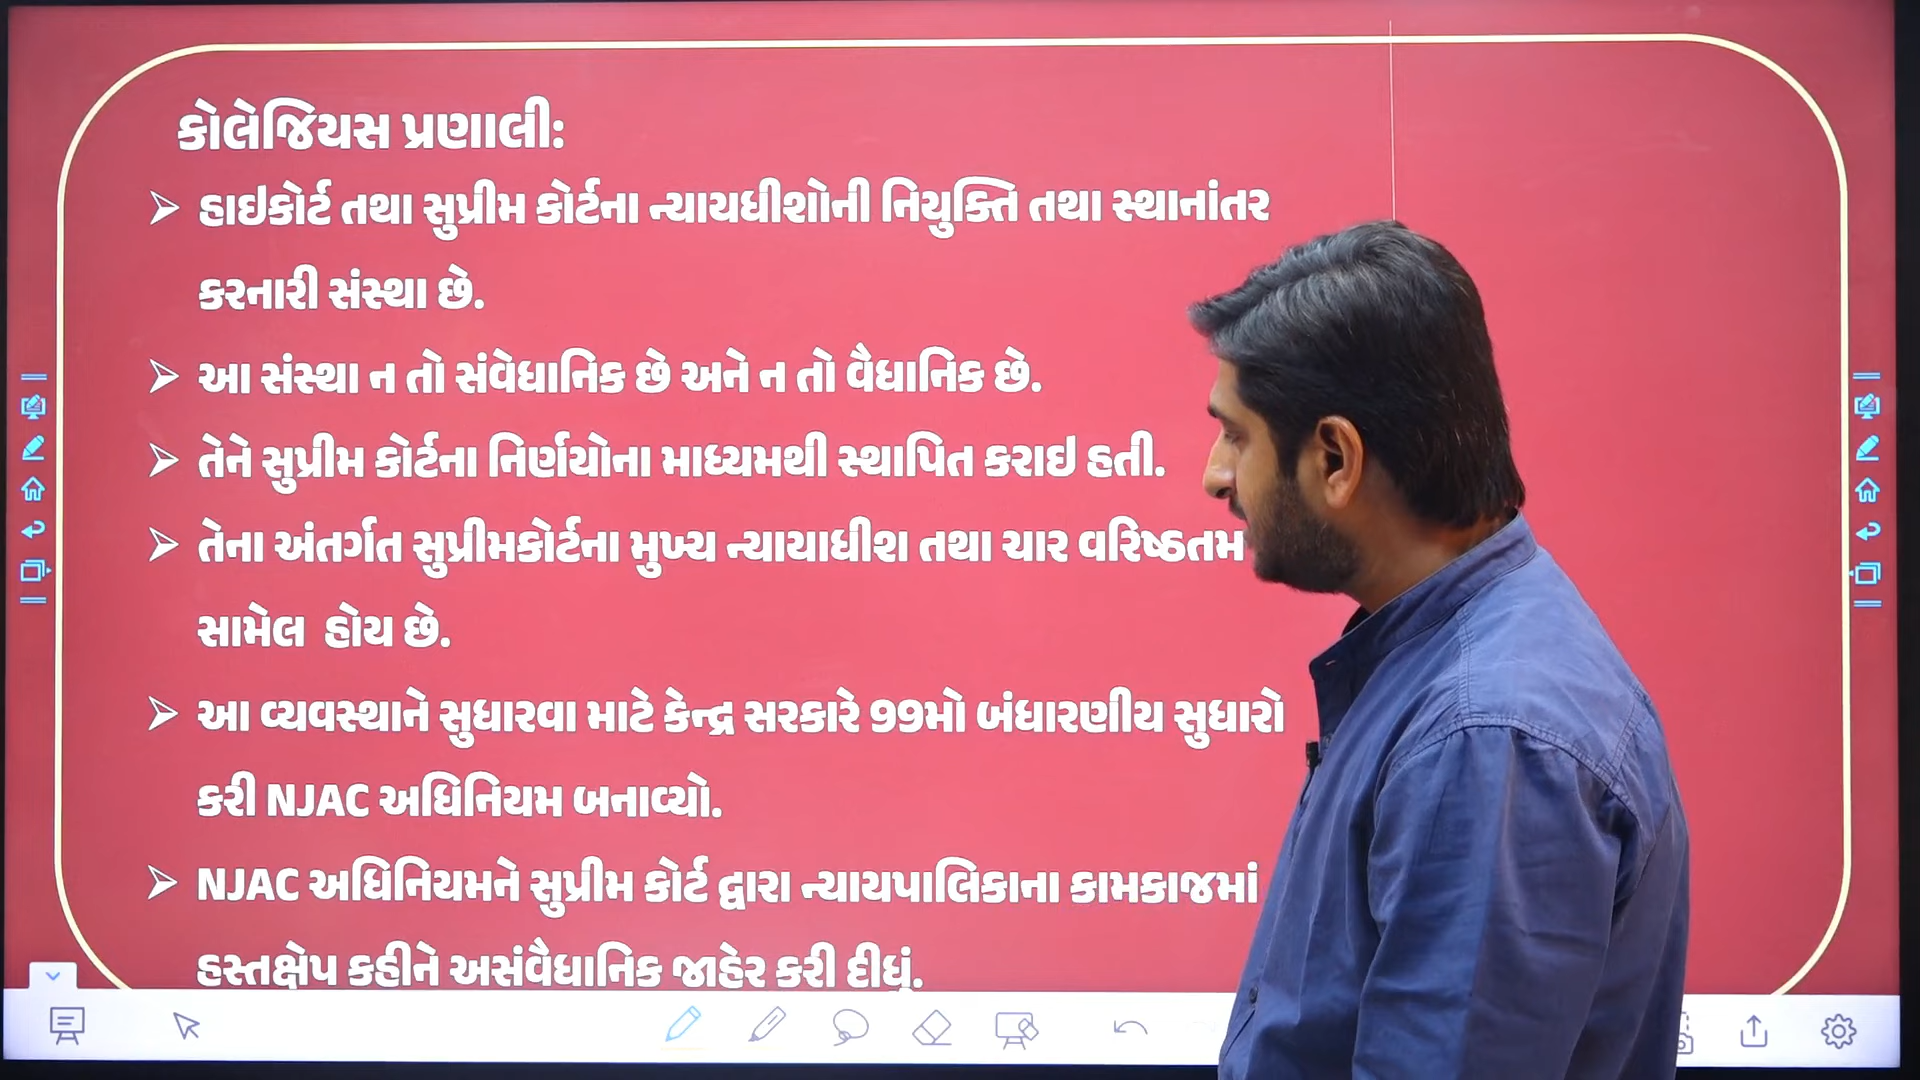 કોલેજિયસ પ્રણાલી:
➢ હાઇકોર્ટ તથા સુપ્રીમ કોર્ટના ન્યાયધીશોની નિયુક્તિ તથા સ્થાનાંતર
કરનારી સંસ્થા છે.
➢ આ સંસ્થા ન તો સંવેધાનિક છે અને ન તો વૈધાનિક છે.
➢ તેને સુપ્રીમ કોર્ટના નિર્ણયોના માધ્યમથી સ્થાપિત કરાઇ હતી.
➢ તેના અંતર્ગત સુપ્રીમકોર્ટના મુખ્ય ન્યાયાધીશ તથા ચાર વરિષ્ઠતમ
સામેલ હોય છે.
➢ આ વ્યવસ્થાને સુધારવા માટે કેન્દ્ર સરકારે 99મો બંધારણીય સુધારો
કરી NJAC અધિનિયમ બનાવ્યો.
➢ NJAC અધિનિયમને સુપ્રીમ કોર્ટ દ્વારા ન્યાયપાલિકાના કામકાજમાં
હસ્તક્ષેપ કહીને અસંવૈધાનિક જાહેર કરી દીધું.